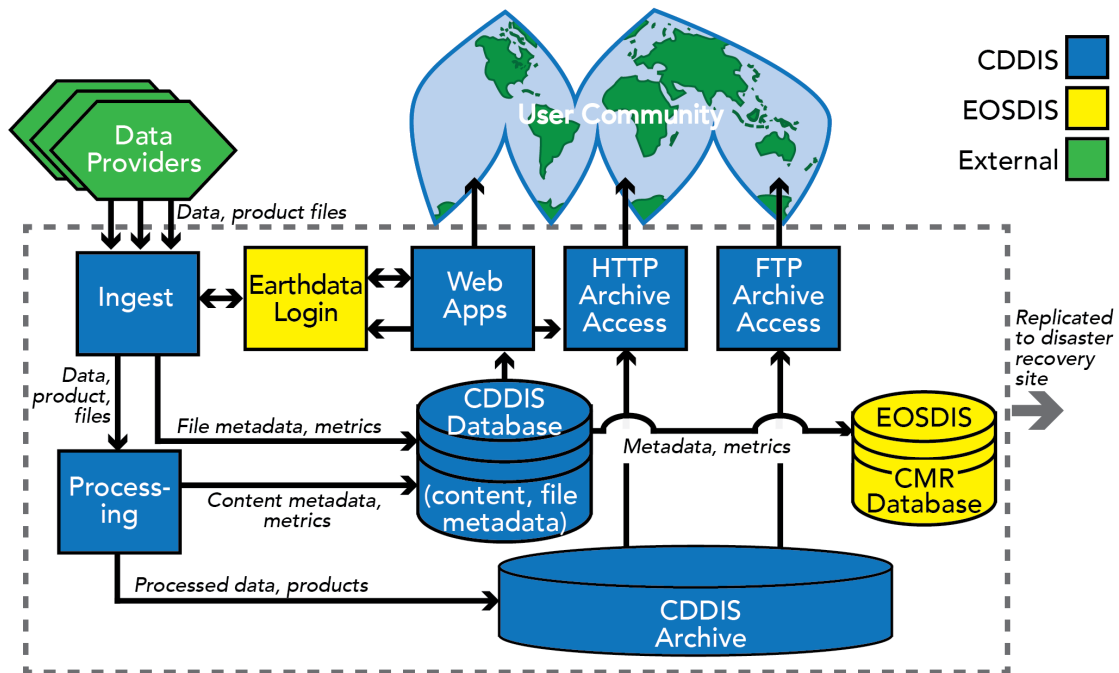 CDDIS
EOSDIS
External
User Community
Data
Providers
Data, product files
Ingest
Earthdata
Login
Web
Apps
HTTP
Archive
Access
FTP
Archive
Access
Replicated
to disaster
recovery
site
Data,
product,
files
File metadata, metrics
CDDIS
Database
(content, file
metadata)
Metadata, metrics
EOSDIS
CMR
Database
Process-
ing
Content metadata,
metrics
Processed data, products
CDDIS
Archive